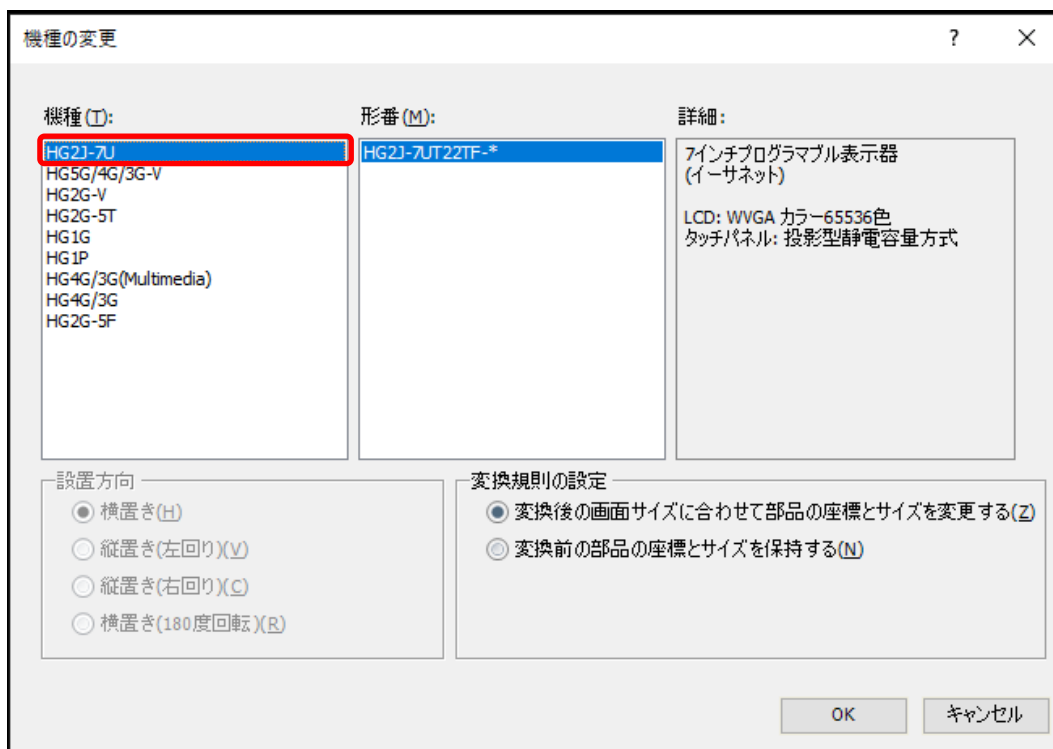 機種の変更
?
機種(T):
HG2J-7U
HG5G/4G/3G-V
HG2G-V
HG2G-5T
HG1G
HG1P
HG4G/3G(Multimedia)
HG4G/3G
HG2G-5F
形番(M):
HG2J-7UT22TF-*
詳細:
7インチプログラマブル表示器
(イーサネット)
LCD: WVGA カラー65536色
タッチパネル: 投影型静電容量方式
設置方向
横置き(H)
縦置き(左回り)(V)
縦置き(右回り)(C)
横置き(180度回転)(R)
変換規則の設定
変換後の画面サイズに合わせて部品の座標とサイズを変更する(Z)
変換前の部品の座標とサイズを保持する(N)
OK
キャンセル